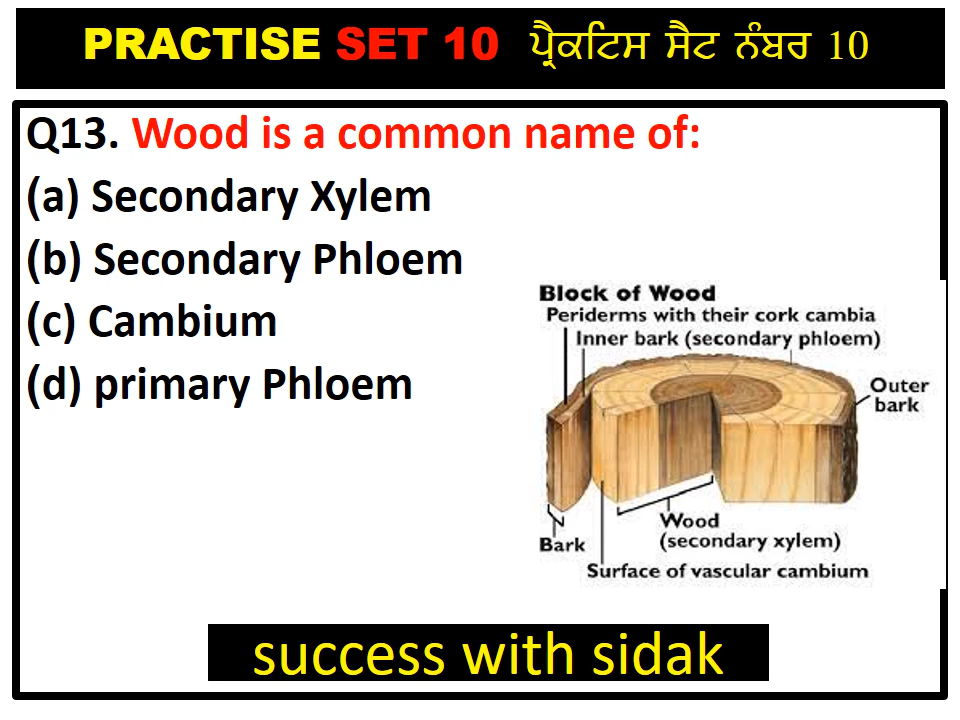 PRACTISE SET 10 ਪ੍ਰੈਕਟਿਸ ਸੈਟ ਨੰਬਰ 10
Q13. Wood is a common name of:
(a) Secondary Xylem
(b) Secondary Phloem
(c) Cambium
(d) primary Phloem
Block of Wood
Periderms with their cork cambia
Inner bark (secondary phloem)
Outer
bark
Wood
(secondary xylem)
Bark
Surface of vascular cambium
success with sidak